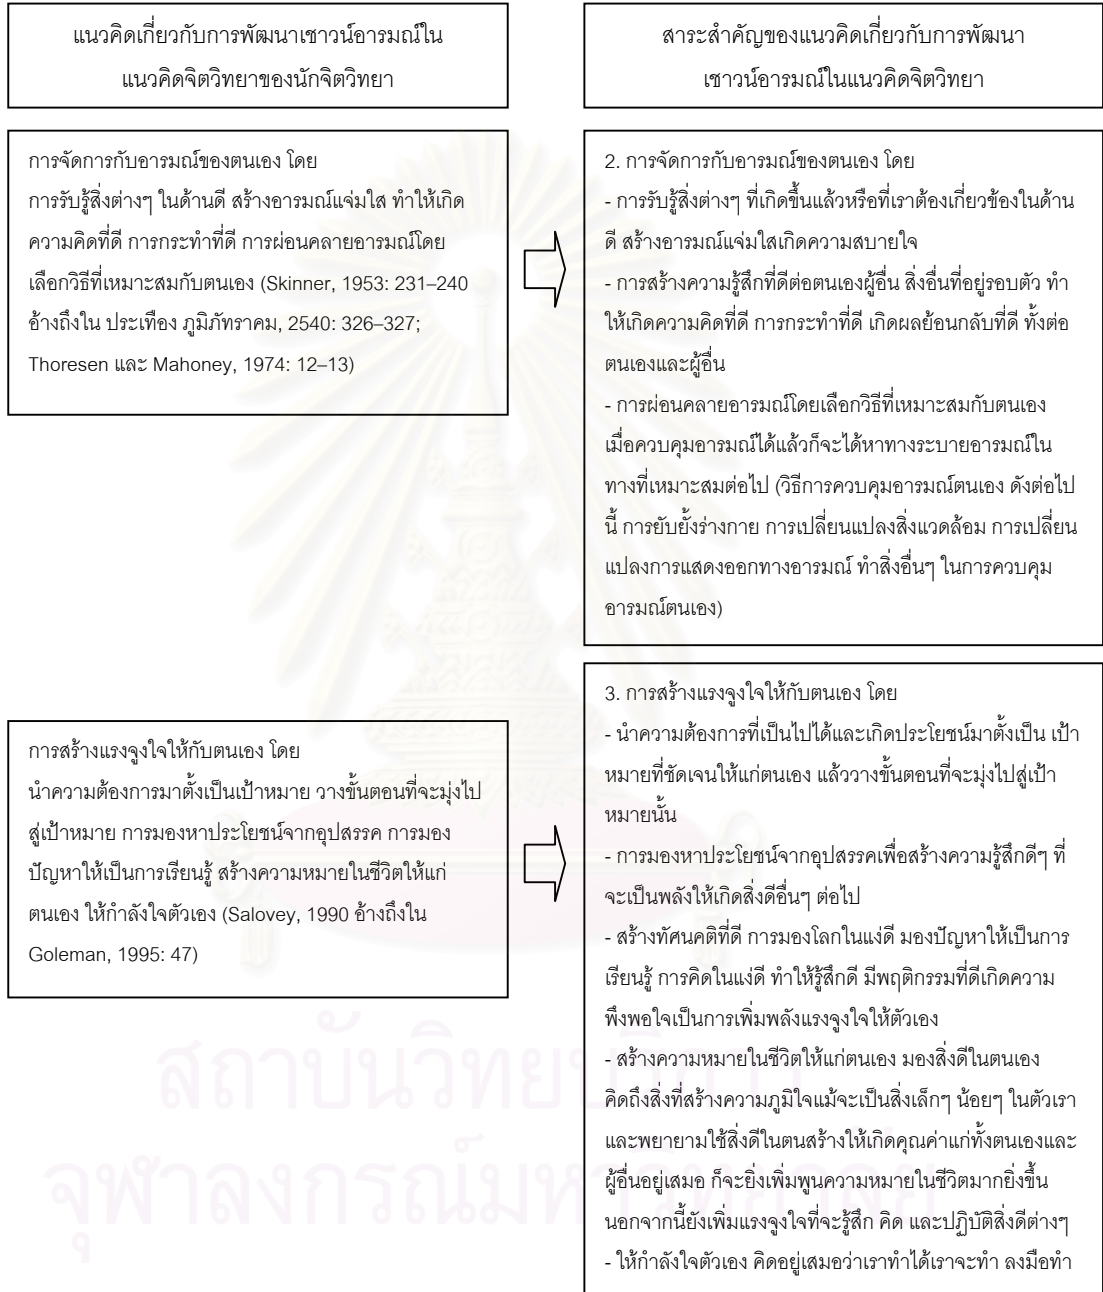 แนวคิดเกี่ยวกับการพัฒนาเชาวน์อารมณ์ใน
แนวคิดจิตวิทยาของนักจิตวิทยา
สาระสำคัญของแนวคิดเกี่ยวกับการพัฒนา
เชาวน์อารมณ์ในแนวคิดจิตวิทยา
การจัดการกับอารมณ์ของตนเอง โดย
การรับรู้สิ่งต่างๆ ในด้านดี สร้างอารมณ์แจ่มใส ทำให้เกิด
ความคิดที่ดี การกระทำที่ดี การผ่อนคลายอารมณ์โดย
เลือกวิธีที่เหมาะสมกับตนเอง (Skinner, 1953: 231–240
อ้างถึงใน ประเทือง ภูมิภัทราคม, 2540: 326–327;
Thoresen และ Mahoney, 1974: 12–13)
2. การจัดการกับอารมณ์ของตนเอง โดย
- การรับรู้สิ่งต่างๆ ที่เกิดขึ้นแล้วหรือที่เราต้องเกี่ยวข้องในด้าน
ดี สร้างอารมณ์แจ่มใสเกิดความสบายใจ
- การสร้างความรู้สึกที่ดีต่อตนเองผู้อื่น สิ่งอื่นที่อยู่รอบตัว ทำ
ให้เกิดความคิดที่ดี การกระทำที่ดี เกิดผลย้อนกลับที่ดี ทั้งต่อ
ตนเองและผู้อื่น
- การผ่อนคลายอารมณ์โดยเลือกวิธีที่เหมาะสมกับตนเอง
เมื่อควบคุมอารมณ์ได้แล้วก็จะได้หาทางระบายอารมณ์ใน
ทางที่เหมาะสมต่อไป (วิธีการควบคุมอารมณ์ตนเอง ดังต่อไป
นี้ การยับยั้งร่างกาย การเปลี่ยนแปลงสิ่งแวดล้อม การเปลี่ยน
แปลงการแสดงออกทางอารมณ์ ทำสิ่งอื่นๆ ในการควบคุม
อารมณ์ตนเอง)
การสร้างแรงจูงใจให้กับตนเอง โดย
นำความต้องการมาตั้งเป็นเป้าหมาย วางขั้นตอนที่จะมุ่งไป
สู่เป้าหมาย การมองหาประโยชน์จากอุปสรรค การมอง
ปัญหาให้เป็นการเรียนรู้ สร้างความหมายในชีวิตให้แก่
ตนเอง ให้กำลังใจตัวเอง (Salovey, 1990 อ้างถึงใน
Goleman, 1995: 47)
3. การสร้างแรงจูงใจให้กับตนเอง โดย
- นำความต้องการที่เป็นไปได้และเกิดประโยชน์มาตั้งเป็น เป้า
หมายที่ชัดเจนให้แก่ตนเอง แล้ววางขั้นตอนที่จะมุ่งไปสู่เป้า
หมายนั้น
- การมองหาประโยชน์จากอุปสรรคเพื่อสร้างความรู้สึกดีๆ ที่
จะเป็นพลังให้เกิดสิ่งดีอื่นๆ ต่อไป
- สร้างทัศนคติที่ดี การมองโลกในแง่ดี มองปัญหาให้เป็นการ
เรียนรู้ การคิดในแง่ดี ทำให้รู้สึกดี มีพฤติกรรมที่ดีเกิดความ
พึงพอใจเป็นการเพิ่มพลังแรงจูงใจให้ตัวเอง
- สร้างความหมายในชีวิตให้แก่ตนเอง มองสิ่งดีในตนเอง
คิดถึงสิ่งที่สร้างความภูมิใจแม้จะเป็นสิ่งเล็กๆ น้อยๆ ในตัวเรา
และพยายามใช้สิ่งดีในตนสร้างให้เกิดคุณค่าแก่ทั้งตนเองและ
ผู้อื่นอยู่เสมอ ก็จะยิ่งเพิ่มพูนความหมายในชีวิตมากยิ่งขึ้น
นอกจากนี้ยังเพิ่มแรงจูงใจที่จะรู้สึก คิด และปฏิบัติสิ่งดีต่างๆ
- ให้กำลังใจตัวเอง คิดอยู่เสมอว่าเราทำได้เราจะทำ ลงมือทำ
สถาบันวิทยบริการ
จุฬาลงกรณ์มหาวิทยาลัย